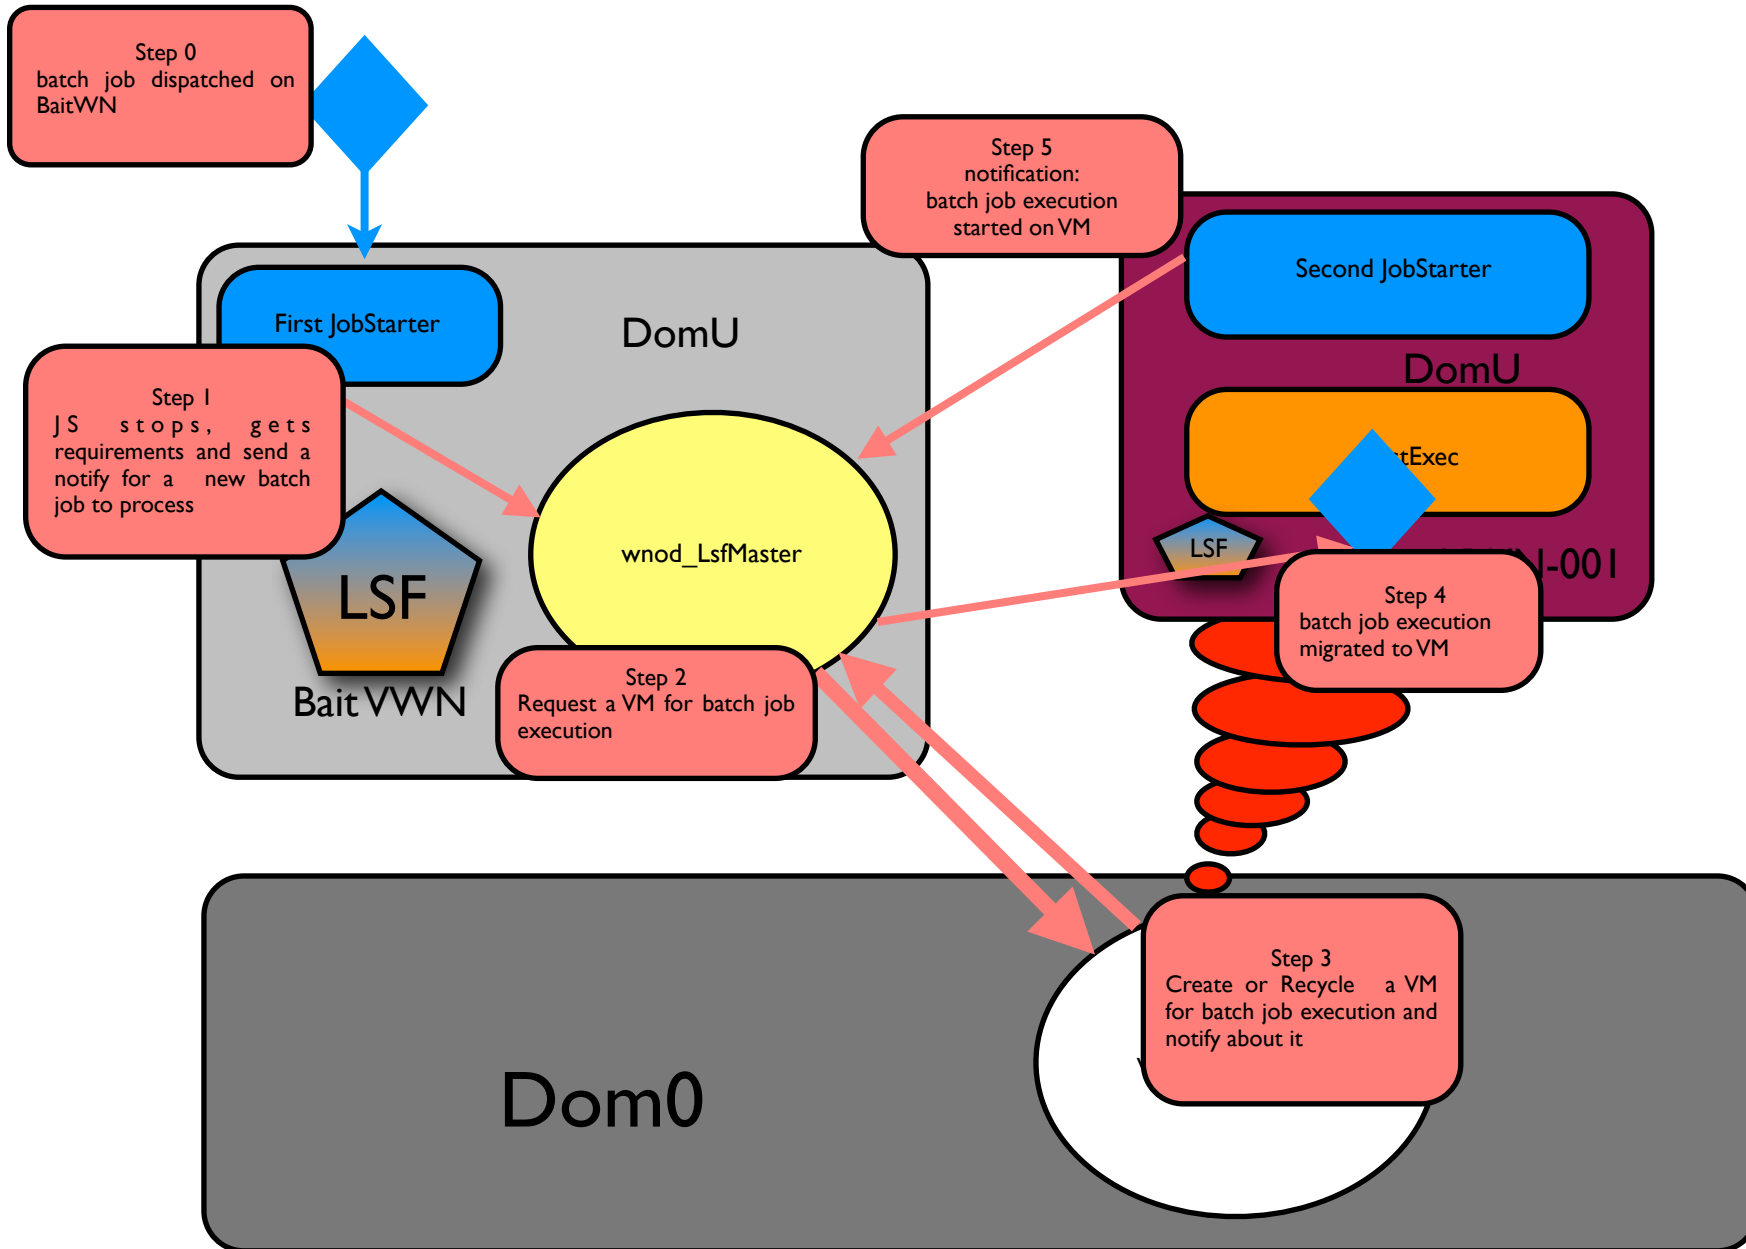 Step 0
batch job dispatched on
BaitWN
Step 5
notification:
batch job execution
started on VM
First JobStarter
DomU
Second JobStarter
DomU
Step 1
JS stops, gets
requirements and send a
notify for a new batch
job to process
LSF
Bait VWN
wnod_LsfMaster
LSF
Step 2
Request a VM for batch job
execution
Step 4
batch job execution
migrated to VM
Step 3
Create or Recycle a VM
for batch job execution and
notify about it
Dom0